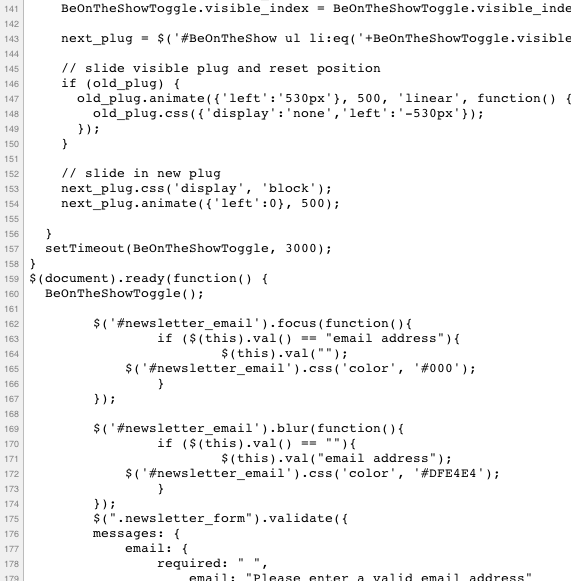 141 BeOnTheShowToggle.visible_index = BeOnTheShowToggle.visible_inde
142
143 next_plug = $('#BeOnTheShow ul li:eq('+BeOnTheShowToggle.visible
144
145 // slide visible plug and reset position
146 if (old_plug) {
147 old_plug.animate({'left':'530px'}, 500, 'linear', function() {
148 old_plug.css({'display':'none','left':'-530px'});
149 });
150 }
151
152 // slide in new plug
153 next_plug.css('display', 'block');
154 next_plug.animate({'left':0}, 500);
155
156 }
157 setTimeout(BeOnTheShowToggle, 3000);
158 }
159 $(document).ready(function() {
160 BeOnTheShowToggle();
161
162 $('#newsletter_email').focus(function(){
163 if ($(this).val() == "email address"){
164 $(this).val("");
165 $('#newsletter_email').css('color', '#000');
166 }
167 });
168
169 $('#newsletter_email').blur(function(){
170 if ($(this).val() == ""){
171 $(this).val("email address");
172 $('#newsletter_email').css('color', '#DFE4E4');
173 }
174 });
175 $(".newsletter_form").validate({
176 messages: {
177 email: {
178 required: " ",
179 email: "Please enter a valid email address"